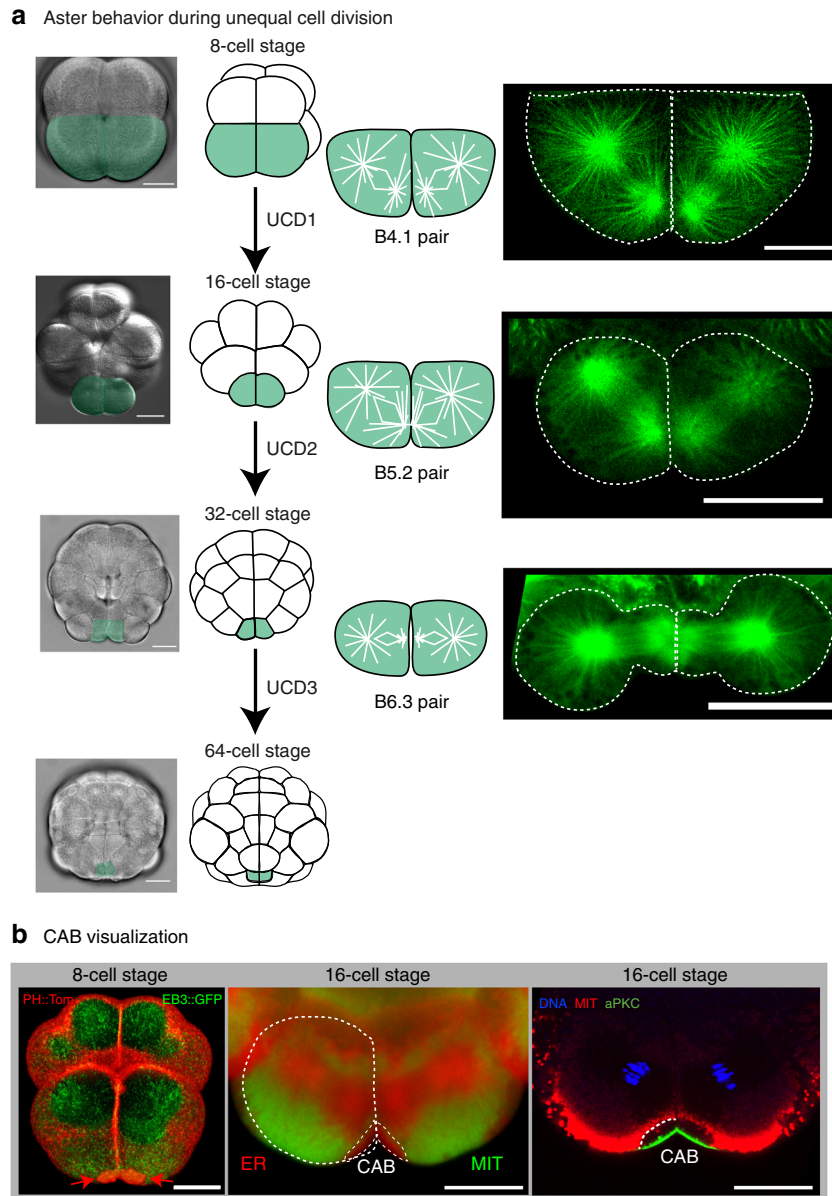 a Aster behavior during unequal cell division
8-cell stage
UCD1
B4.1 pair
16-cell stage
UCD2
B5.2 pair
32-cell stage
UCD3
B6.3 pair
64-cell stage
b CAB visualization
8-cell stage 16-cell stage 16-cell stage
PH::Tom EB3::GFP
ER CAB MIT
DNA MIT aPKC
CAB